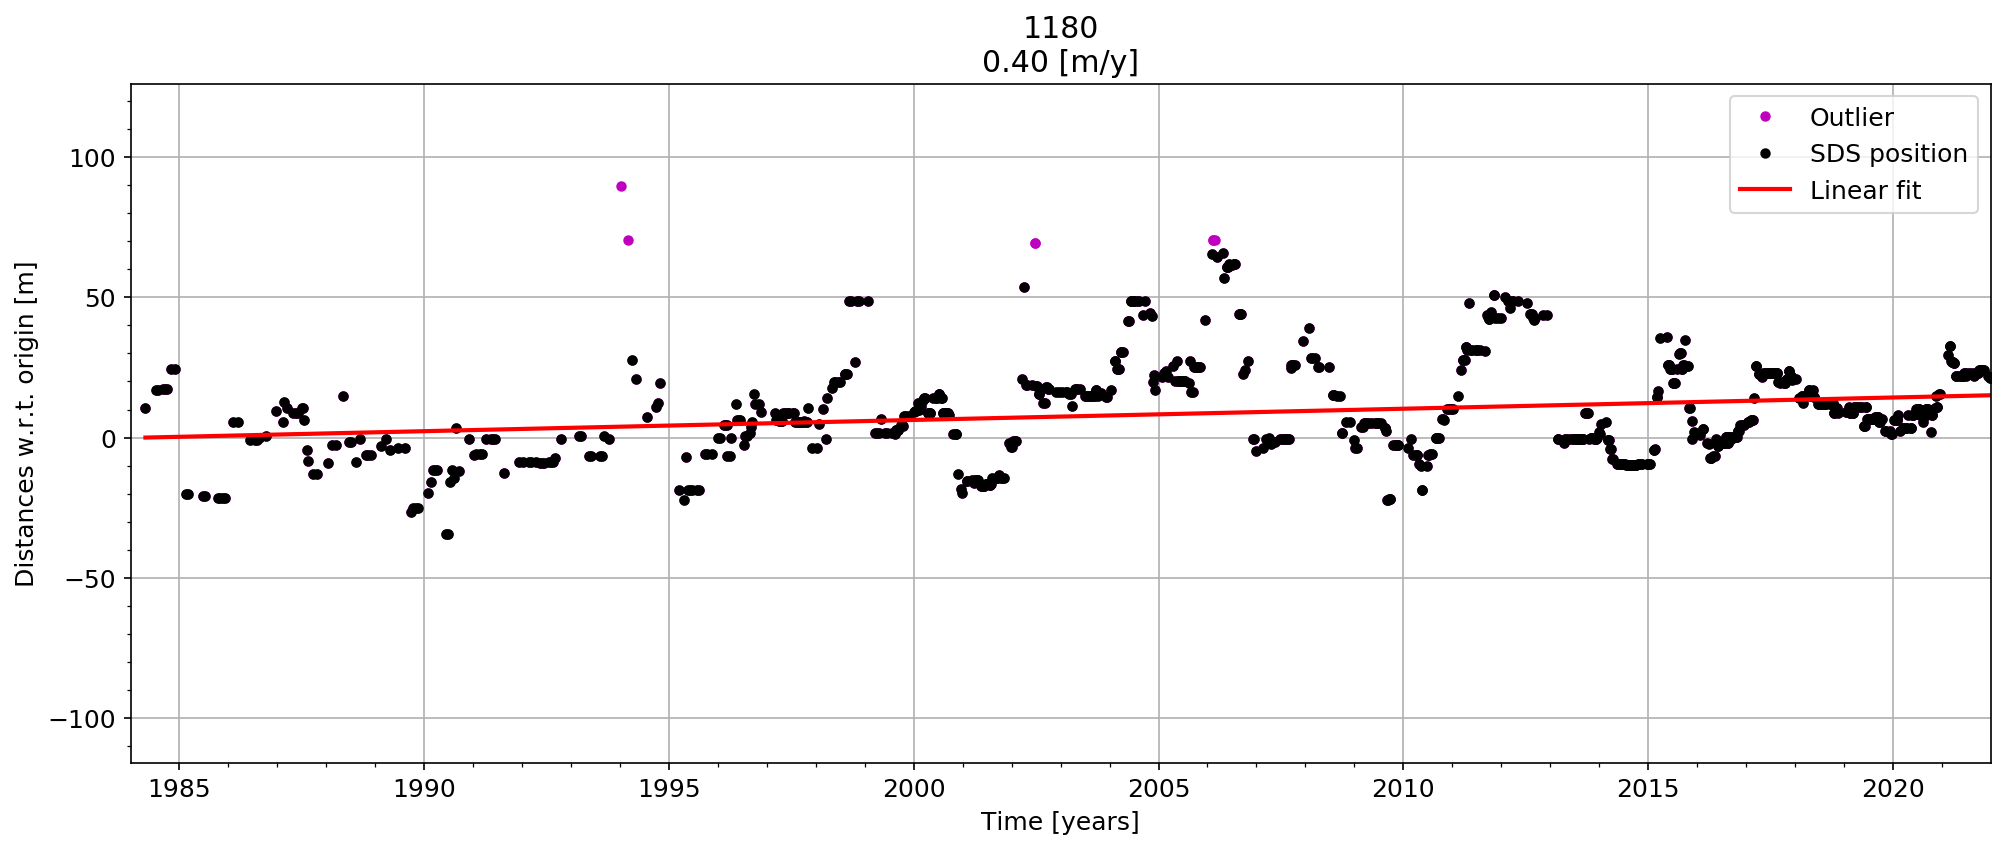 1180
0.40 [m/y]
Outlier
SDS position
Linear fit
Distances w.r.t. origin [m]
100
50
0
−50
−100
1985 1990 1995 2000 2005 2010 2015 2020
Time [years]